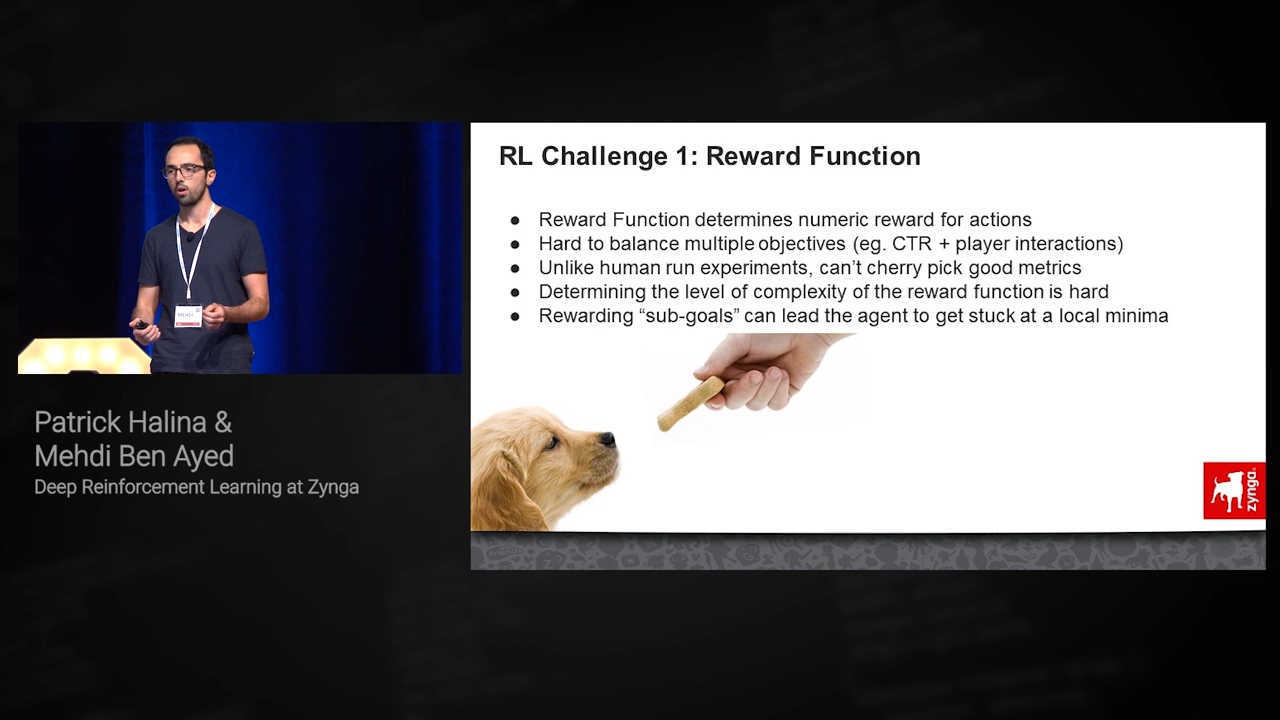 RL Challenge 1: Reward Function
● Reward Function determines numeric reward for actions
● Hard to balance multiple objectives (eg. CTR + player interactions)
● Unlike human run experiments, can't cherry pick good metrics
● Determining the level of complexity of the reward function is hard
● Rewarding “sub-goals” can lead the agent to get stuck at a local minima
zynga
MEHDI
Patrick Halina &
Mehdi Ben Ayed
Deep Reinforcement Learning at Zynga